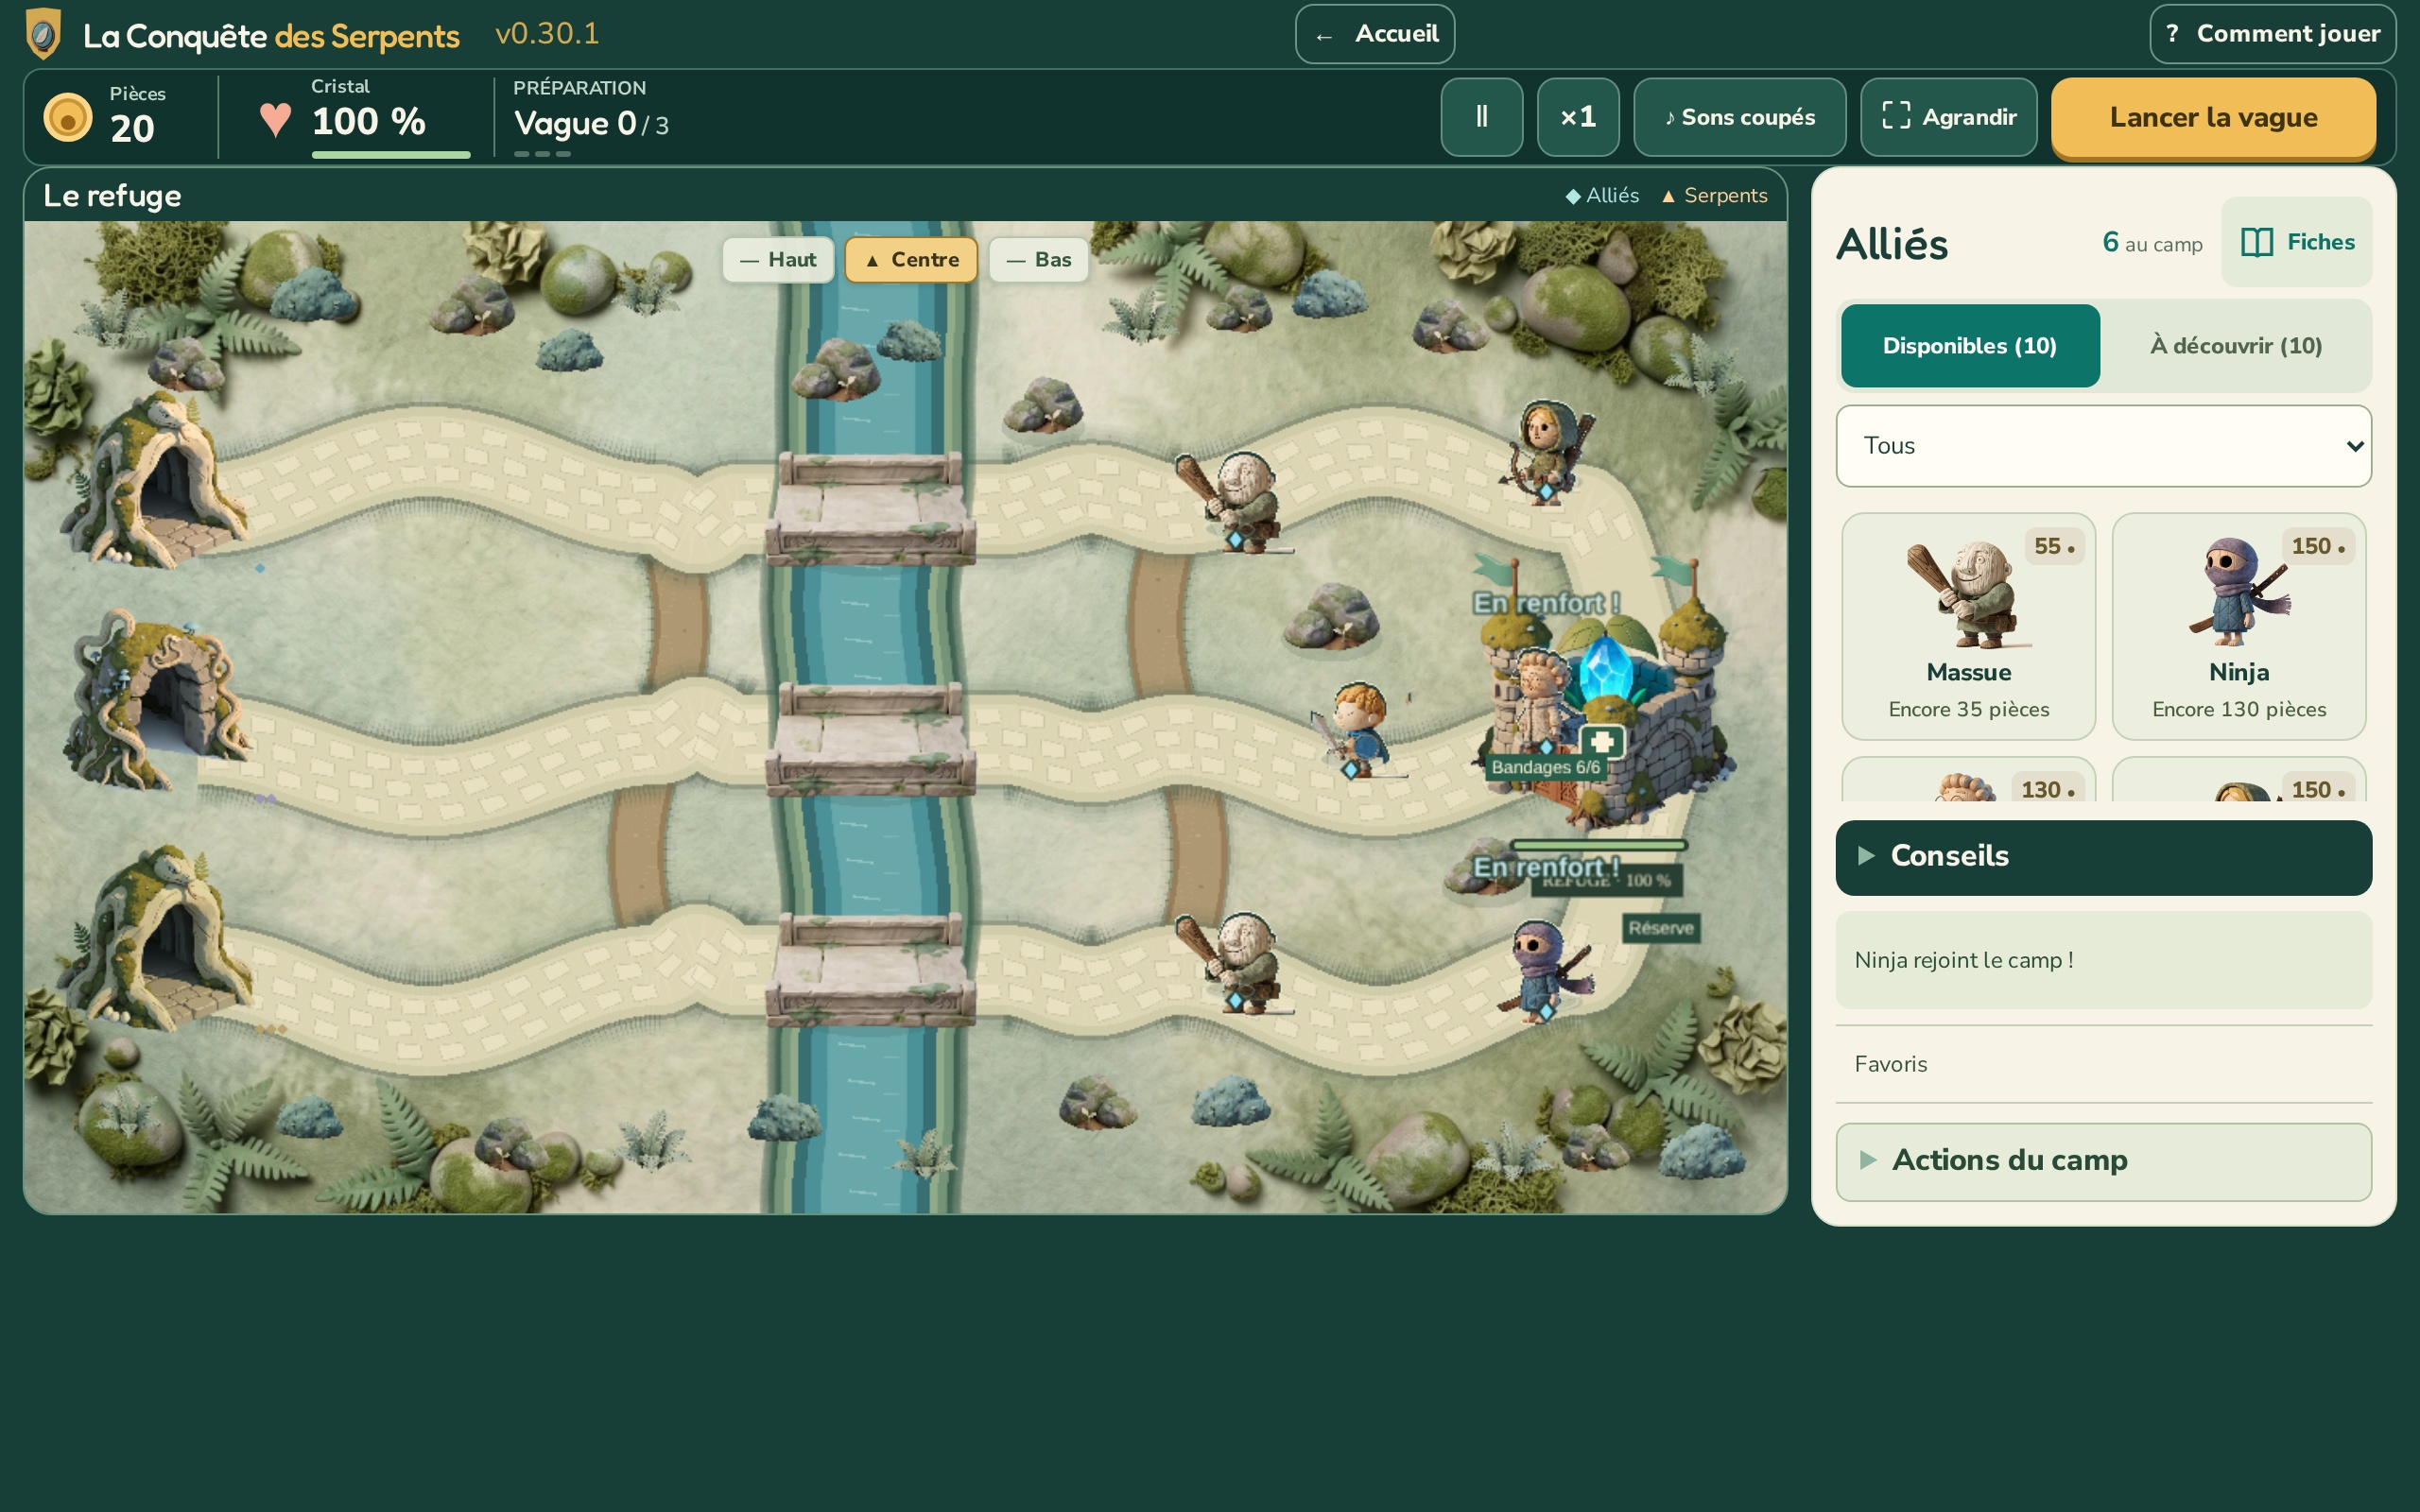 La Conquête des Serpents v0.30.1
← Accueil
? Comment jouer
Pièces
20
Cristal
100 %
PRÉPARATION
Vague 0 / 3
×1
♪ Sons coupés
Agrandir
Lancer la vague
Le refuge
◆ Alliés ▲ Serpents
— Haut
▲ Centre
— Bas
En renfort !
Bandages 6/6
En renfort !
REFUGE · 100 %
Réserve
Alliés
6 au camp
Fiches
Disponibles (10)
À découvrir (10)
Tous
55 •
Massue
Encore 35 pièces
150 •
Ninja
Encore 130 pièces
130 •
150 •
Conseils
Ninja rejoint le camp !
Favoris
Actions du camp